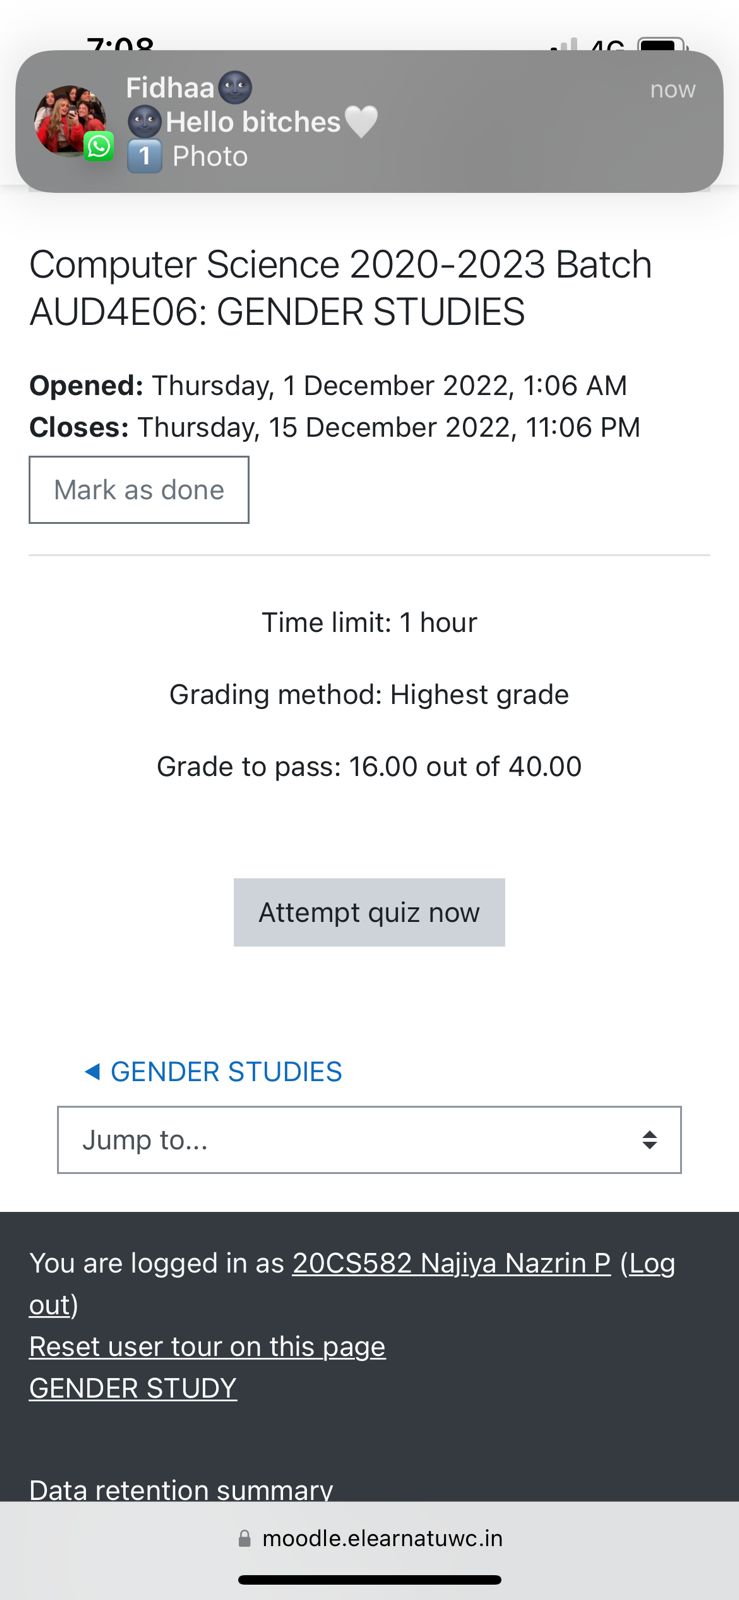 7:08
4G
Fidhaa🌚
now
🌚Hello bitches🤍
1️⃣ Photo
Computer Science 2020-2023 Batch
AUD4E06: GENDER STUDIES
Opened: Thursday, 1 December 2022, 1:06 AM
Closes: Thursday, 15 December 2022, 11:06 PM
Mark as done
Time limit: 1 hour
Grading method: Highest grade
Grade to pass: 16.00 out of 40.00
Attempt quiz now
◄ GENDER STUDIES
Jump to...
You are logged in as 20CS582 Najiya Nazrin P (Log
out)
Reset user tour on this page
GENDER STUDY
Data retention summary
moodle.elearnatuwc.in